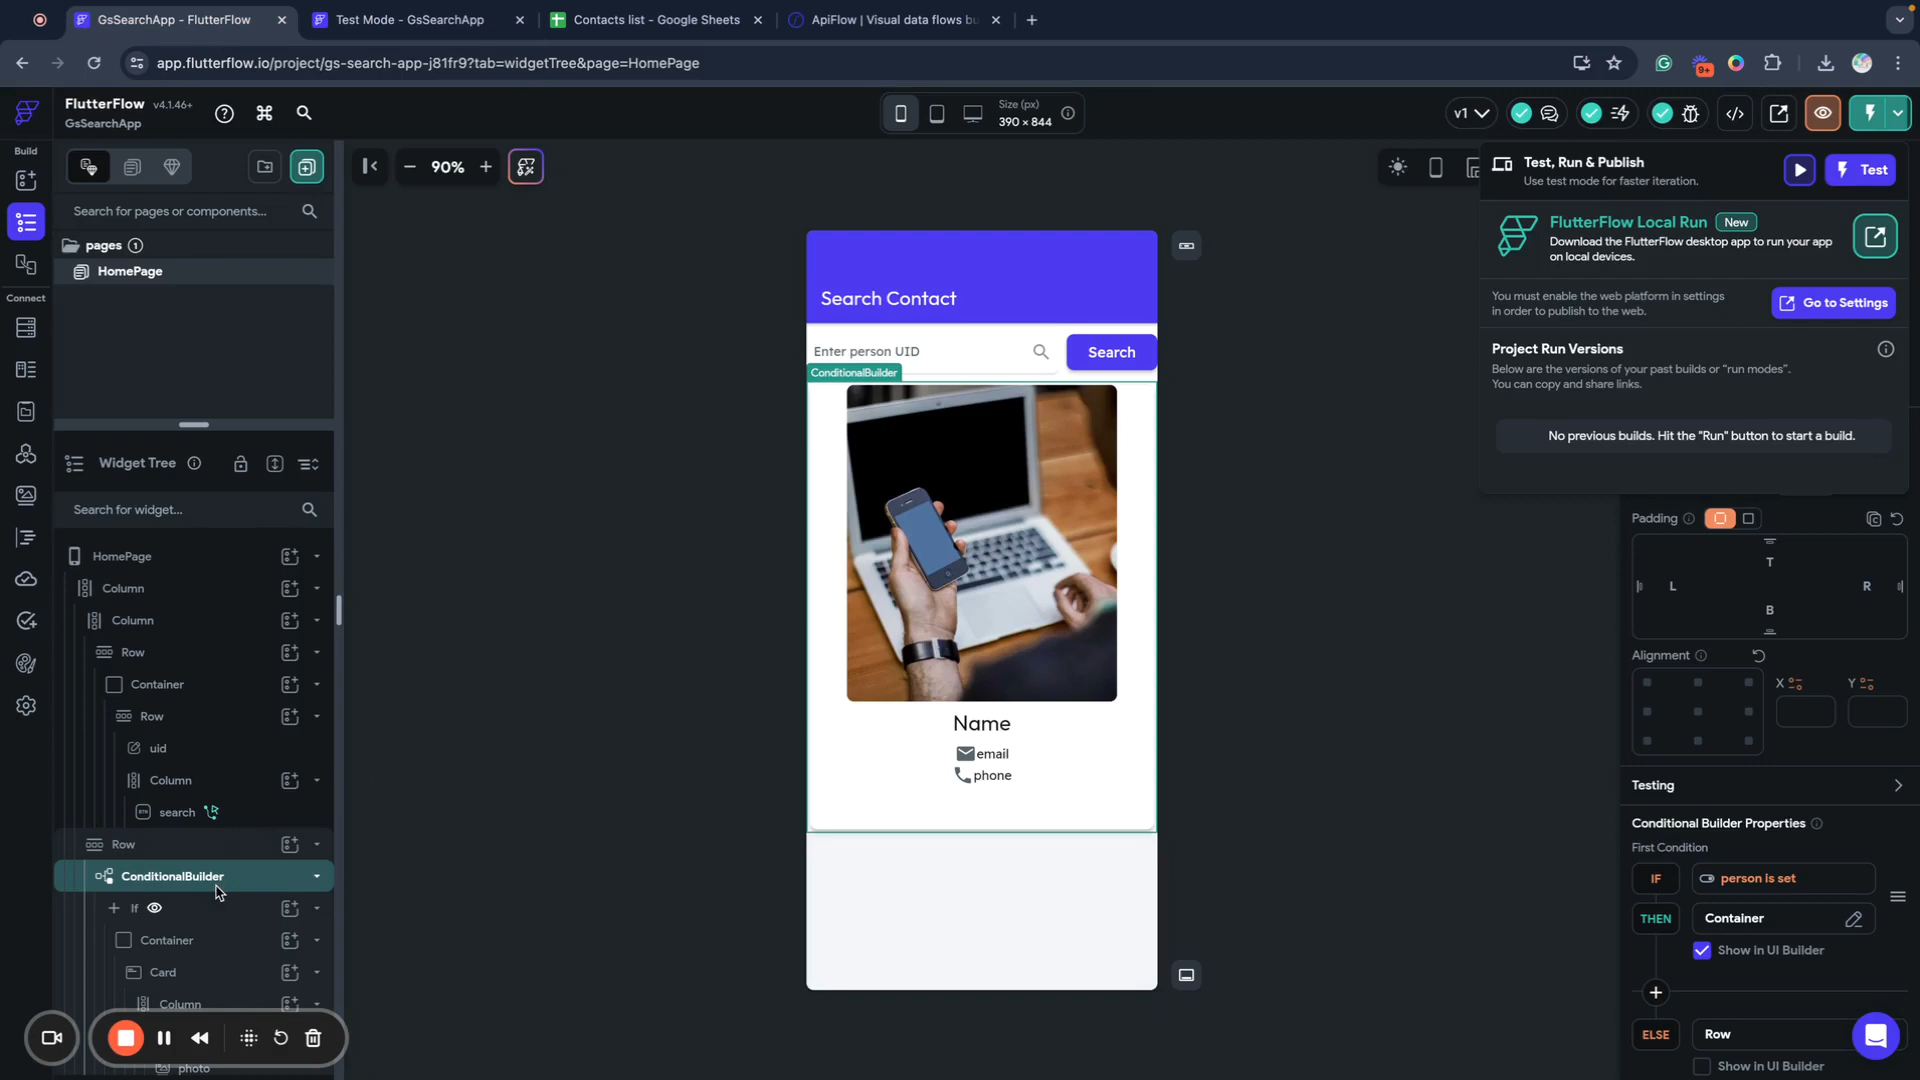 GsSearchApp - FlutterFlow
Test Mode - GsSearchApp
Contacts list - Google Sheets
ApiFlow | Visual data flows bu
app.flutterflow.io/project/gs-search-app-j81fr9?tab=widgetTree&page=HomePage
9+
FlutterFlow v4.1.46+
GsSearchApp
Size (px)
390 × 844
v1
Build
90%
Search for pages or components...
pages 1
HomePage
Connect
Widget Tree
Search for widget...
HomePage
Column
Column
Row
Container
Row
uid
Column
search
Row
ConditionalBuilder
If
Container
Card
Column
photo
Search Contact
Enter person UID
Search
ConditionalBuilder
Name
email
phone
Test, Run & Publish
Use test mode for faster iteration.
Test
FlutterFlow Local Run New
Download the FlutterFlow desktop app to run your app
on local devices.
You must enable the web platform in settings
in order to publish to the web.
Go to Settings
Project Run Versions
Below are the versions of your past builds or “run modes”.
You can copy and share links.
No previous builds. Hit the "Run" button to start a build.
Padding
T
L
R
B
Alignment
X
Y
Testing
Conditional Builder Properties
First Condition
IF
person is set
THEN
Container
Show in UI Builder
ELSE
Row
Show in UI Builder